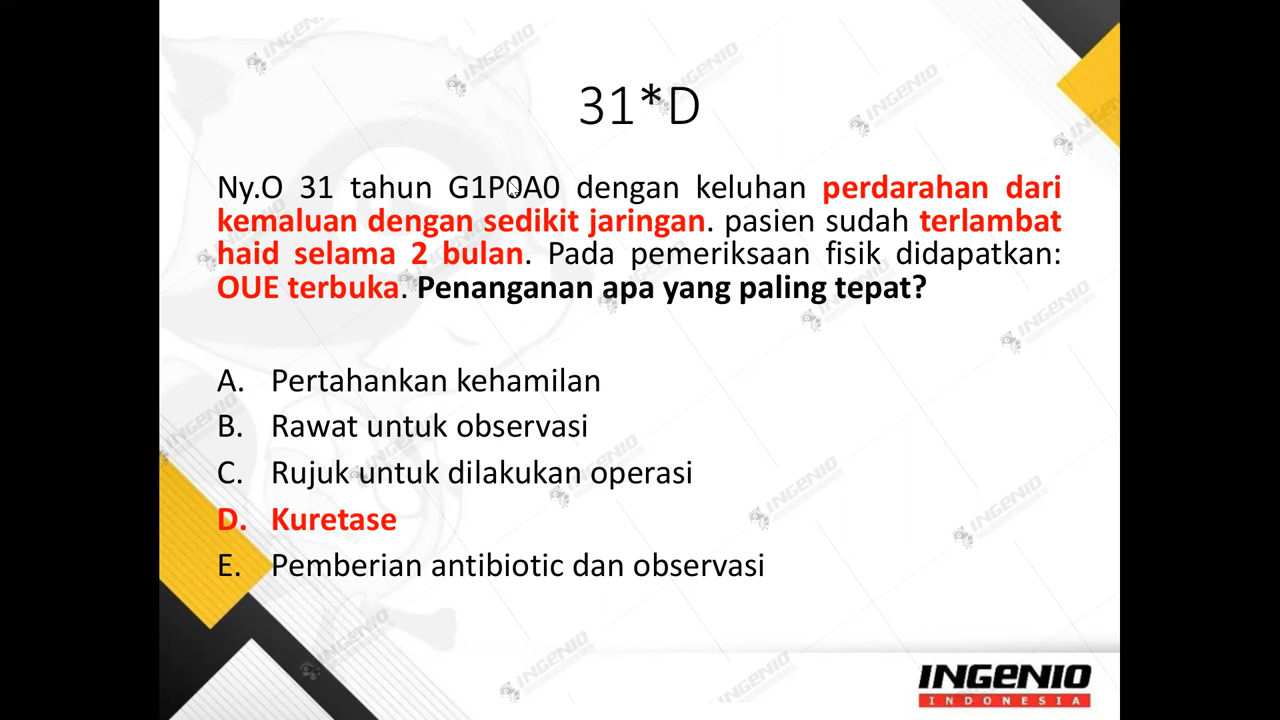 31*D
Ny.O 31 tahun G1P0A0 dengan keluhan perdarahan dari
kemaluan dengan sedikit jaringan. pasien sudah terlambat
haid selama 2 bulan. Pada pemeriksaan fisik didapatkan:
OUE terbuka. Penanganan apa yang paling tepat?
A. Pertahankan kehamilan
B. Rawat untuk observasi
C. Rujuk untuk dilakukan operasi
D. Kuretase
E. Pemberian antibiotic dan observasi
INGENIO
INDONESIA